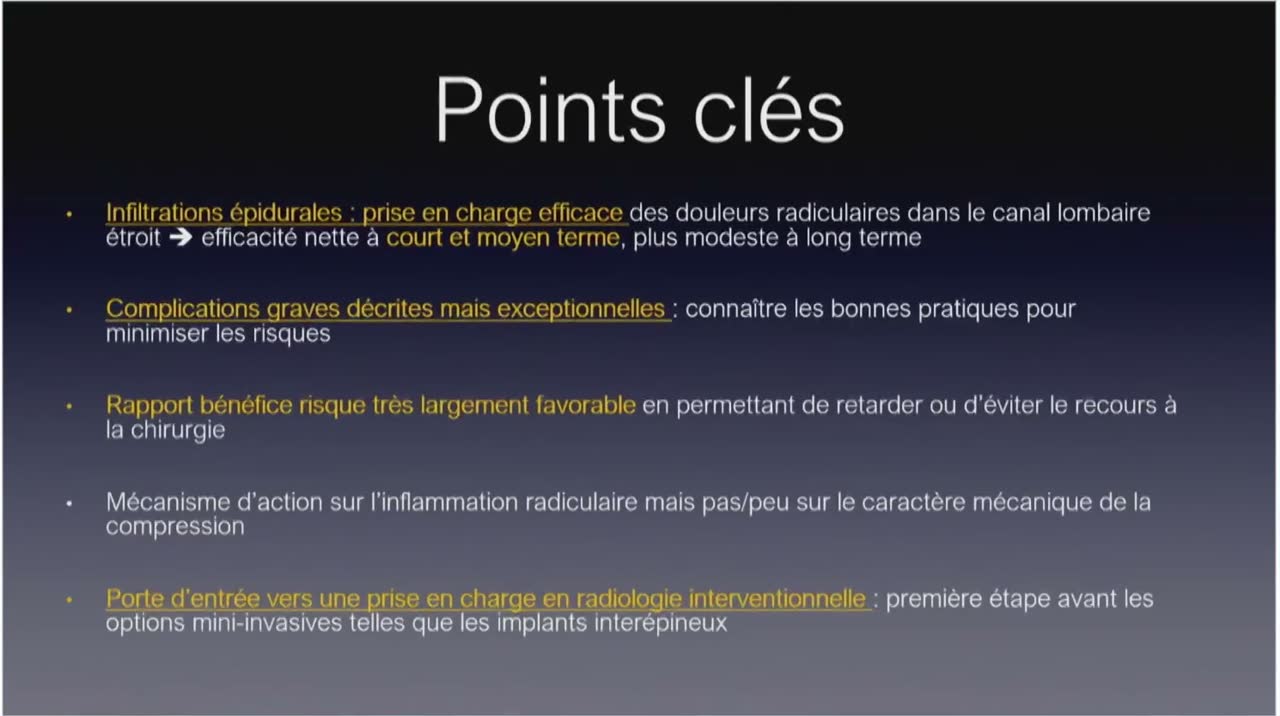 Points clés
• Infiltrations épidurales : prise en charge efficace des douleurs radiculaires dans le canal lombaire
étroit ➔ efficacité nette à court et moyen terme, plus modeste à long terme
• Complications graves décrites mais exceptionnelles : connaître les bonnes pratiques pour
minimiser les risques
• Rapport bénéfice risque très largement favorable en permettant de retarder ou d'éviter le recours à
la chirurgie
• Mécanisme d'action sur l'inflammation radiculaire mais pas/peu sur le caractère mécanique de la
compression
• Porte d'entrée vers une prise en charge en radiologie interventionnelle : première étape avant les
options mini-invasives telles que les implants interépineux